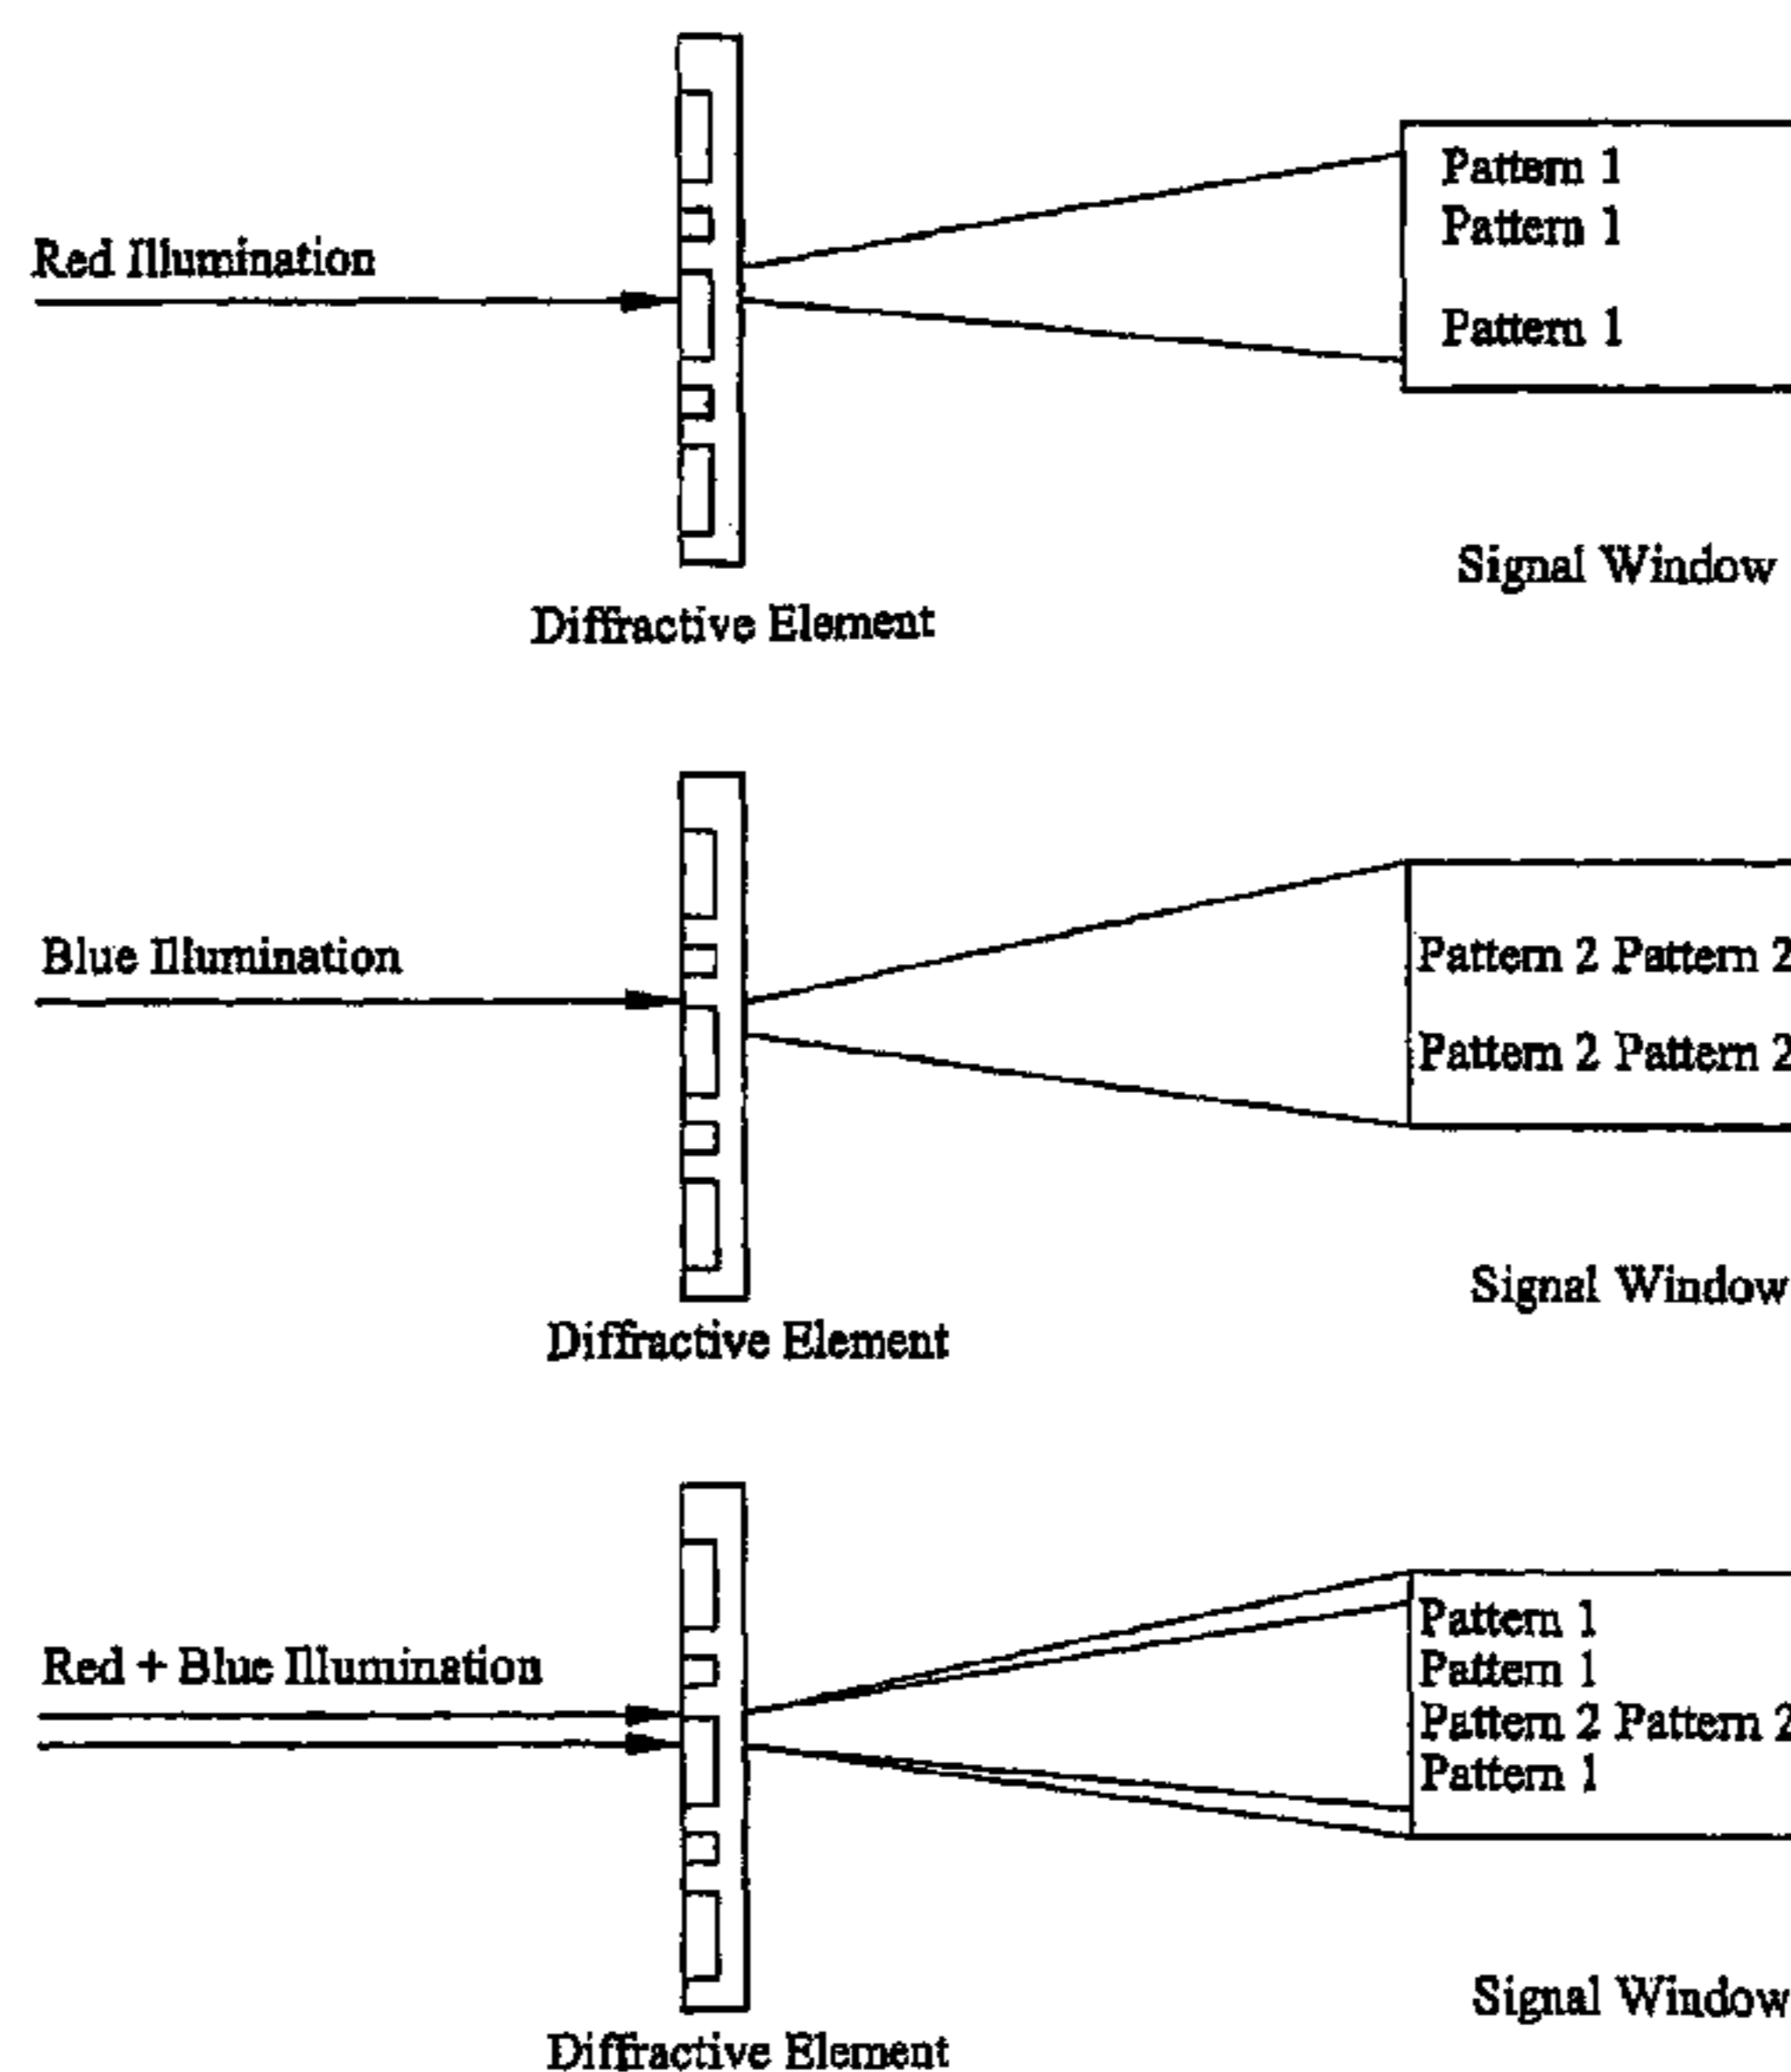 Red Illumination
Pattern 1
Pattern 1
Pattern 1
Signal Window
Diffractive Element
Blue Illumination
Pattern 2 Pattern 2
Pattern 2 Pattern 2
Signal Window
Diffractive Element
Red + Blue Illumination
Pattern 1
Pattern 1
Pattern 2 Pattern 2
Pattern 1
Signal Window
Diffractive Element